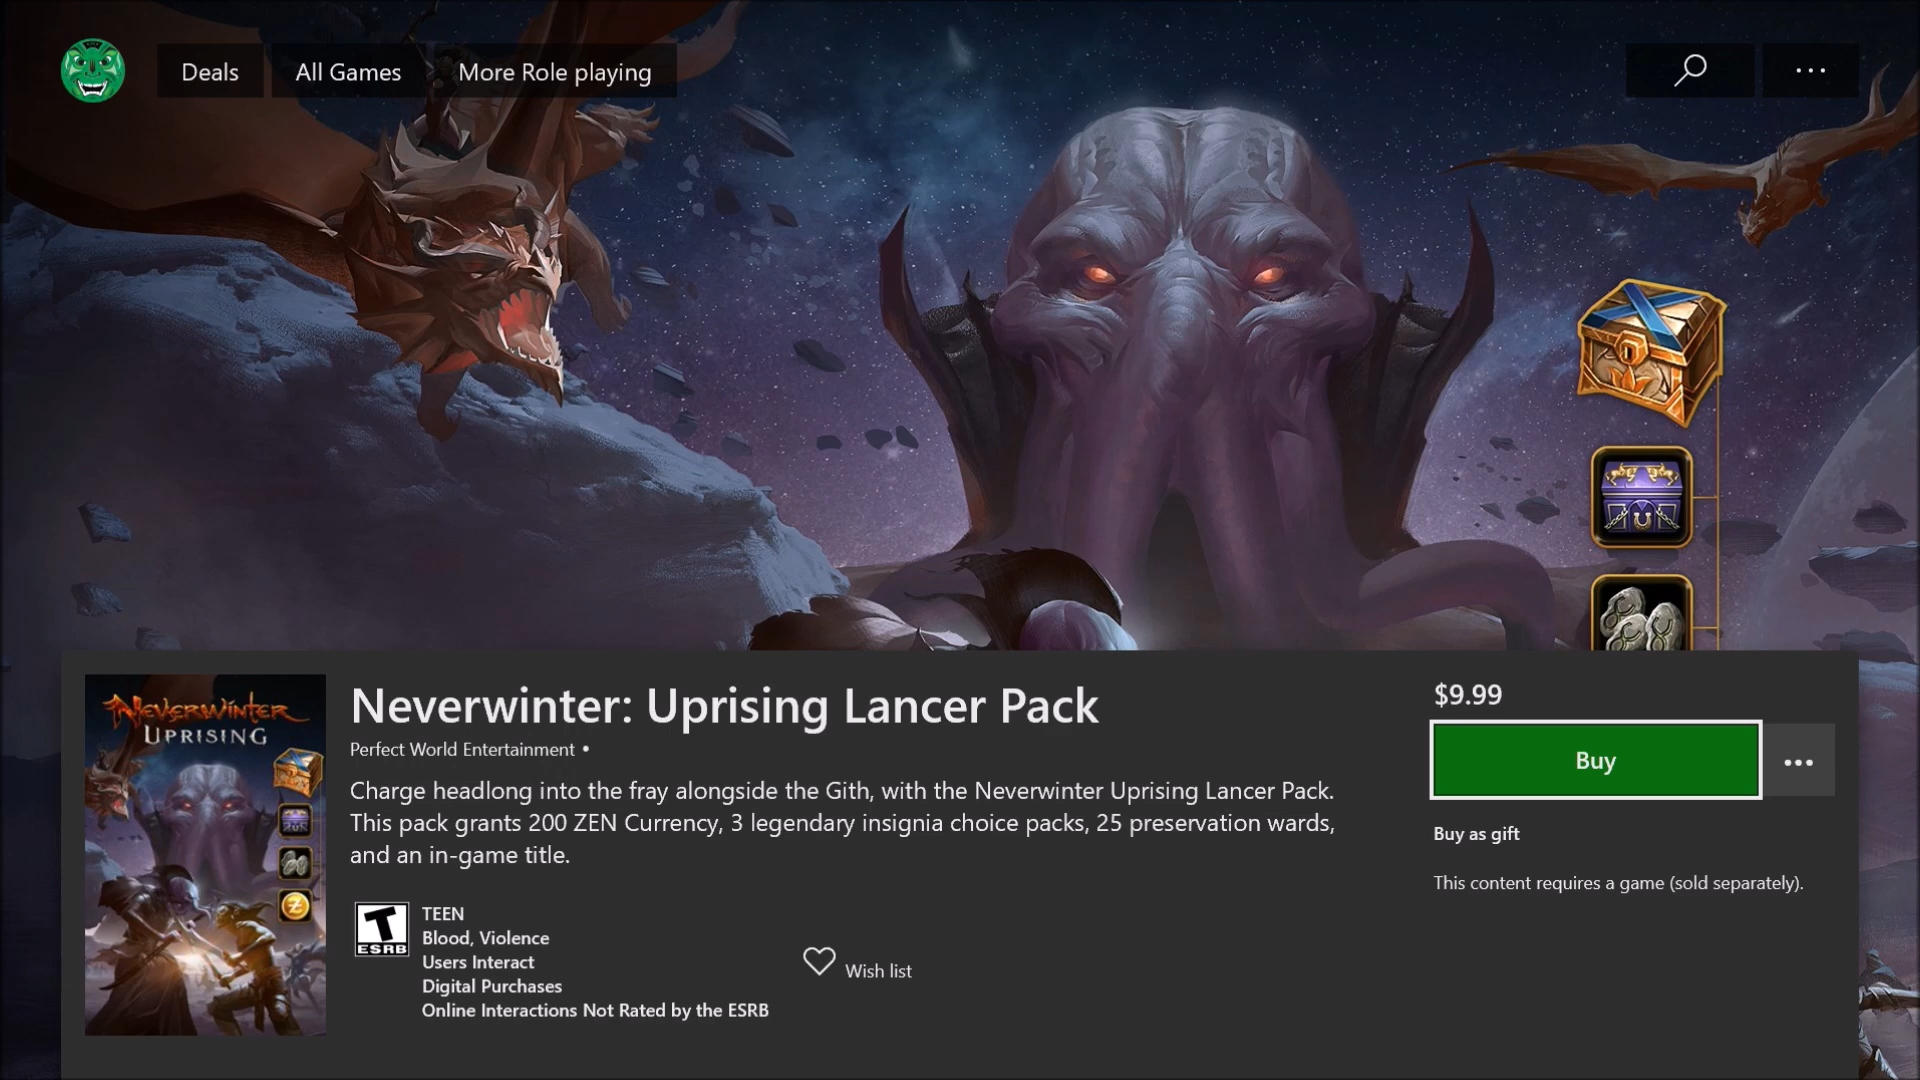 Deals
All Games
More Role playing
NEVERWINTER
UPRISING
Neverwinter: Uprising Lancer Pack
Perfect World Entertainment •
Charge headlong into the fray alongside the Gith, with the Neverwinter Uprising Lancer Pack.
This pack grants 200 ZEN Currency, 3 legendary insignia choice packs, 25 preservation wards,
and an in-game title.
T
ESRB
TEEN
Blood, Violence
Users Interact
Digital Purchases
Online Interactions Not Rated by the ESRB
Wish list
$9.99
Buy
Buy as gift
This content requires a game (sold separately).